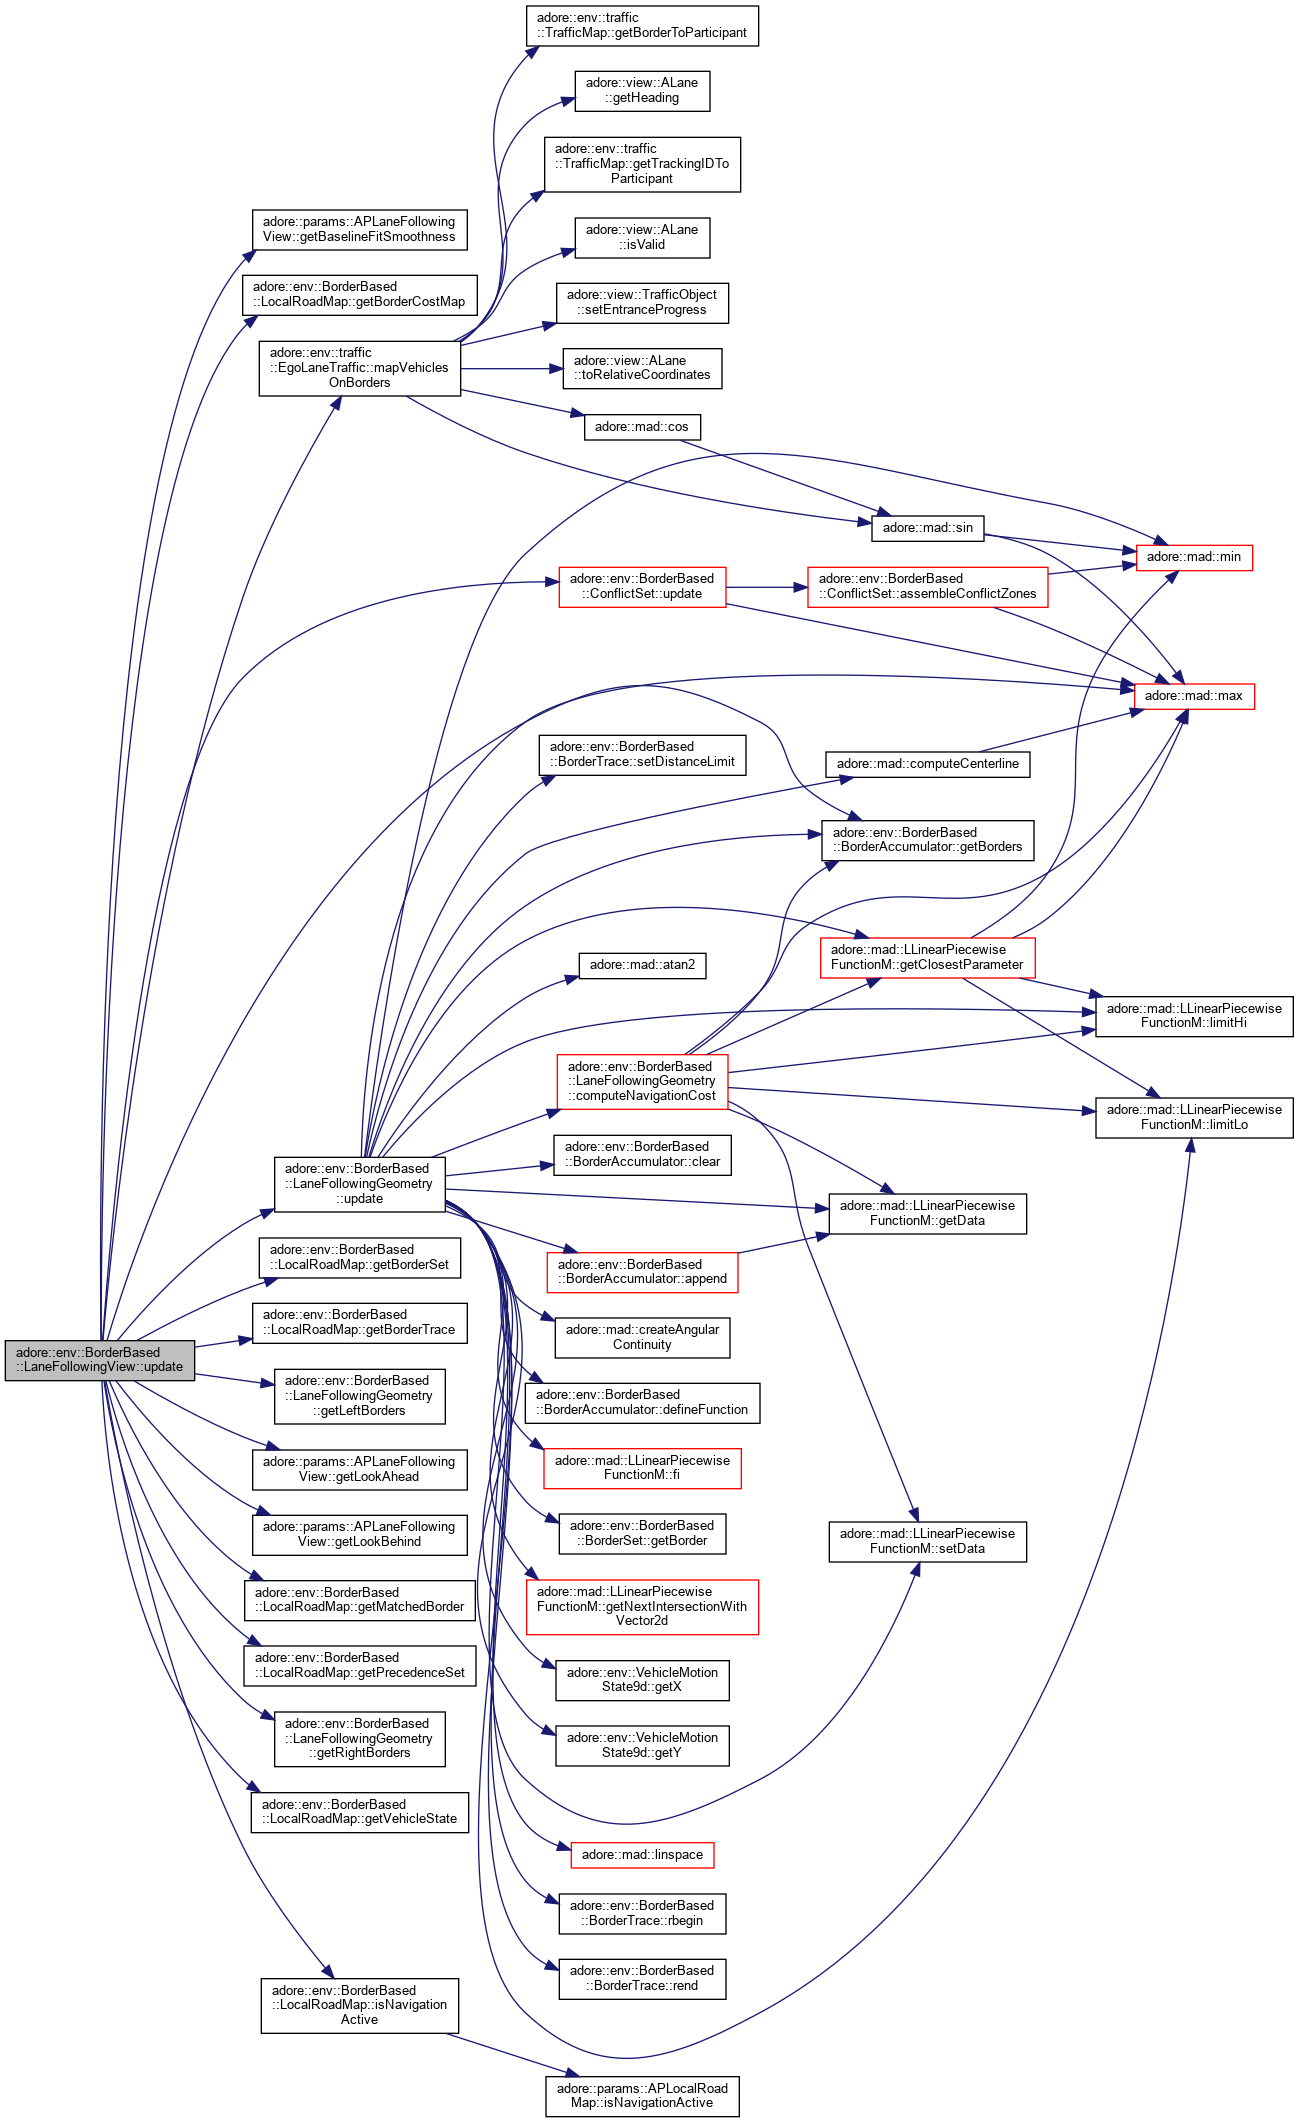 adore::env::traffic
::TrafficMap::getBorderToParticipant
adore::view::ALane
::getHeading
adore::env::traffic
::TrafficMap::getTrackingIDTo
Participant
adore::params::APLaneFollowing
View::getBaselineFitSmoothness
adore::view::ALane
::isValid
adore::env::BorderBased
::LocalRoadMap::getBorderCostMap
adore::view::TrafficObject
::setEntranceProgress
adore::env::traffic
::EgoLaneTraffic::mapVehicles
OnBorders
adore::view::ALane
::toRelativeCoordinates
adore::mad::cos
adore::mad::sin
adore::mad::min
adore::env::BorderBased
::ConflictSet::update
adore::env::BorderBased
::ConflictSet::assembleConflictZones
adore::mad::max
adore::env::BorderBased
::BorderTrace::setDistanceLimit
adore::mad::computeCenterline
adore::env::BorderBased
::BorderAccumulator::getBorders
adore::mad::atan2
adore::mad::LLinearPiecewise
FunctionM::getClosestParameter
adore::mad::LLinearPiecewise
FunctionM::limitHi
adore::env::BorderBased
::LaneFollowingGeometry
::computeNavigationCost
adore::mad::LLinearPiecewise
FunctionM::limitLo
adore::env::BorderBased
::LaneFollowingGeometry
::update
adore::env::BorderBased
::BorderAccumulator::clear
adore::mad::LLinearPiecewise
FunctionM::getData
adore::env::BorderBased
::LocalRoadMap::getBorderSet
adore::env::BorderBased
::BorderAccumulator::append
adore::env::BorderBased
::LocalRoadMap::getBorderTrace
adore::mad::createAngular
Continuity
adore::env::BorderBased
::LaneFollowingView::update
adore::env::BorderBased
::LaneFollowingGeometry
::getLeftBorders
adore::env::BorderBased
::BorderAccumulator::defineFunction
adore::params::APLaneFollowing
View::getLookAhead
adore::mad::LLinearPiecewise
FunctionM::fi
adore::params::APLaneFollowing
View::getLookBehind
adore::env::BorderBased
::BorderSet::getBorder
adore::mad::LLinearPiecewise
FunctionM::setData
adore::env::BorderBased
::LocalRoadMap::getMatchedBorder
adore::mad::LLinearPiecewise
FunctionM::getNextIntersectionWith
Vector2d
adore::env::BorderBased
::LocalRoadMap::getPrecedenceSet
adore::env::VehicleMotion
State9d::getX
adore::env::BorderBased
::LaneFollowingGeometry
::getRightBorders
adore::env::VehicleMotion
State9d::getY
adore::env::BorderBased
::LocalRoadMap::getVehicleState
adore::mad::linspace
adore::env::BorderBased
::BorderTrace::rbegin
adore::env::BorderBased
::BorderTrace::rend
adore::env::BorderBased
::LocalRoadMap::isNavigation
Active
adore::params::APLocalRoad
Map::isNavigationActive